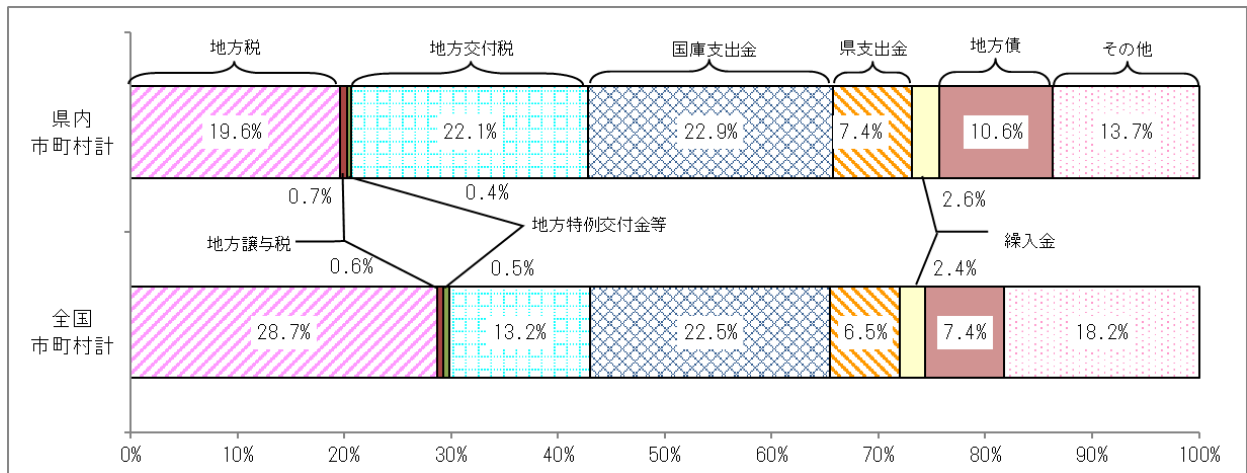 地方税 地方交付税 国庫支出金 県支出金 地方債 その他
県内
市町村計
19.6% 22.1% 22.9% 7.4% 10.6% 13.7%
0.7% 0.4% 2.6%
地方譲与税 地方特例交付金等 繰入金
0.6% 0.5% 2.4%
全国
市町村計
28.7% 13.2% 22.5% 6.5% 7.4% 18.2%
0% 10% 20% 30% 40% 50% 60% 70% 80% 90% 100%